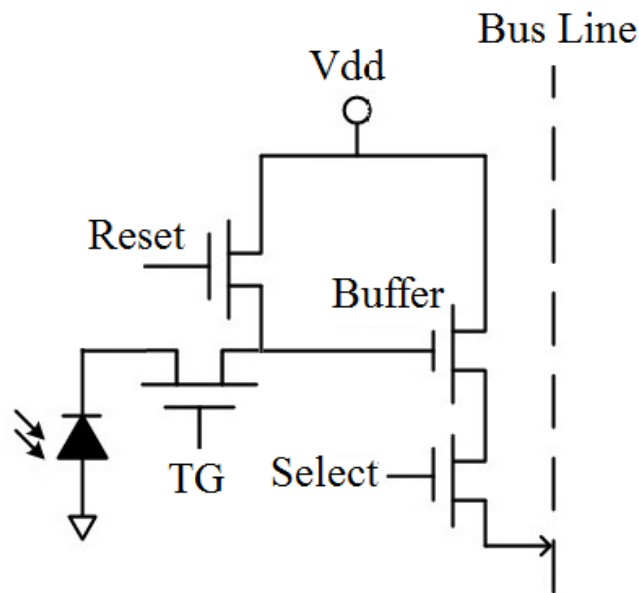 Bus Line
Vdd
Reset
Buffer
TG
Select